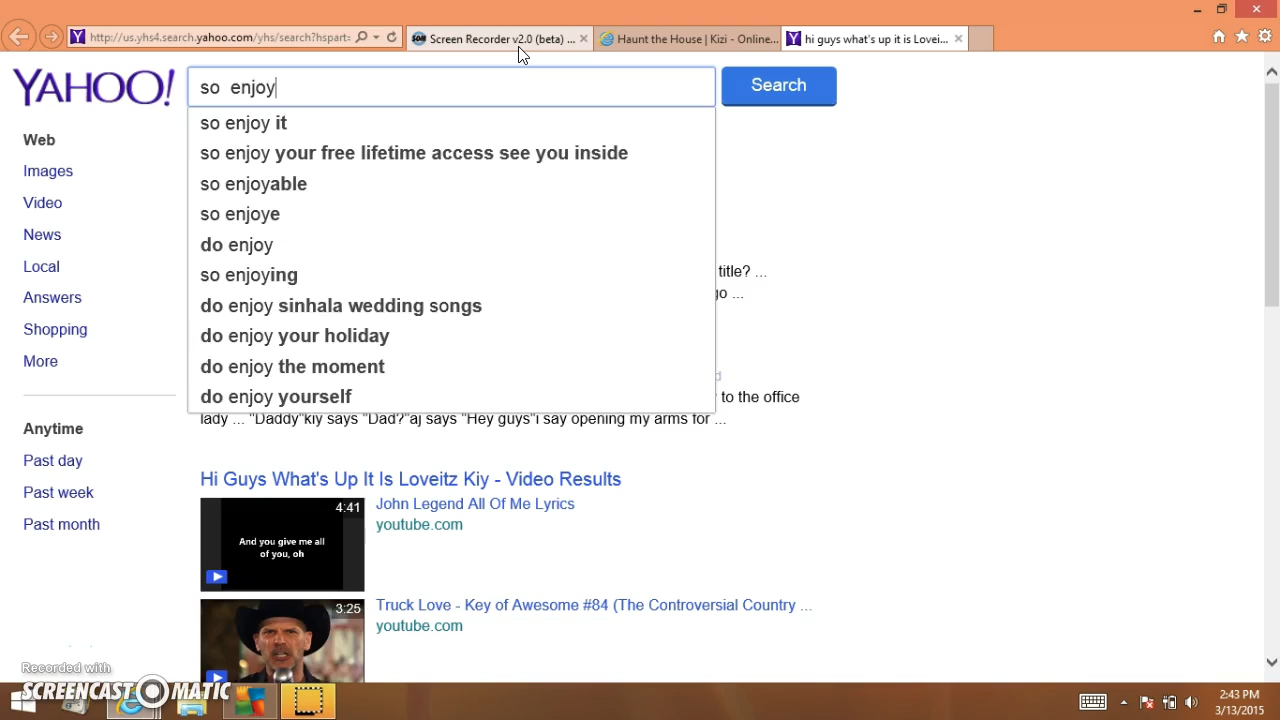 http://us.yhs4.search.yahoo.com/yhs/search?hspart=
Screen Recorder v2.0 (beta) ...
Haunt the House | Kizi - Online...
hi guys what's up it is Lovei...
YAHOO!
so  enjoy
Search
so enjoy it
so enjoy your free lifetime access see you inside
so enjoyable
so enjoye
do enjoy
so enjoying
do enjoy sinhala wedding songs
do enjoy your holiday
do enjoy the moment
do enjoy yourself
Web
Images
Video
News
Local
Answers
Shopping
More
Anytime
Past day
Past week
Past month
title? ...
go ...
to the office
lady ... "Daddy"kiy says "Dad?"aj says "Hey guys"i say opening my arms for ...
Hi Guys What's Up It Is Loveitz Kiy - Video Results
4:41
And you give me all
of you, oh
John Legend All Of Me Lyrics
youtube.com
3:25
Truck Love - Key of Awesome #84 (The Controversial Country ...
youtube.com
Recorded with
SCREENCAST-O-MATIC
2:43 PM
3/13/2015